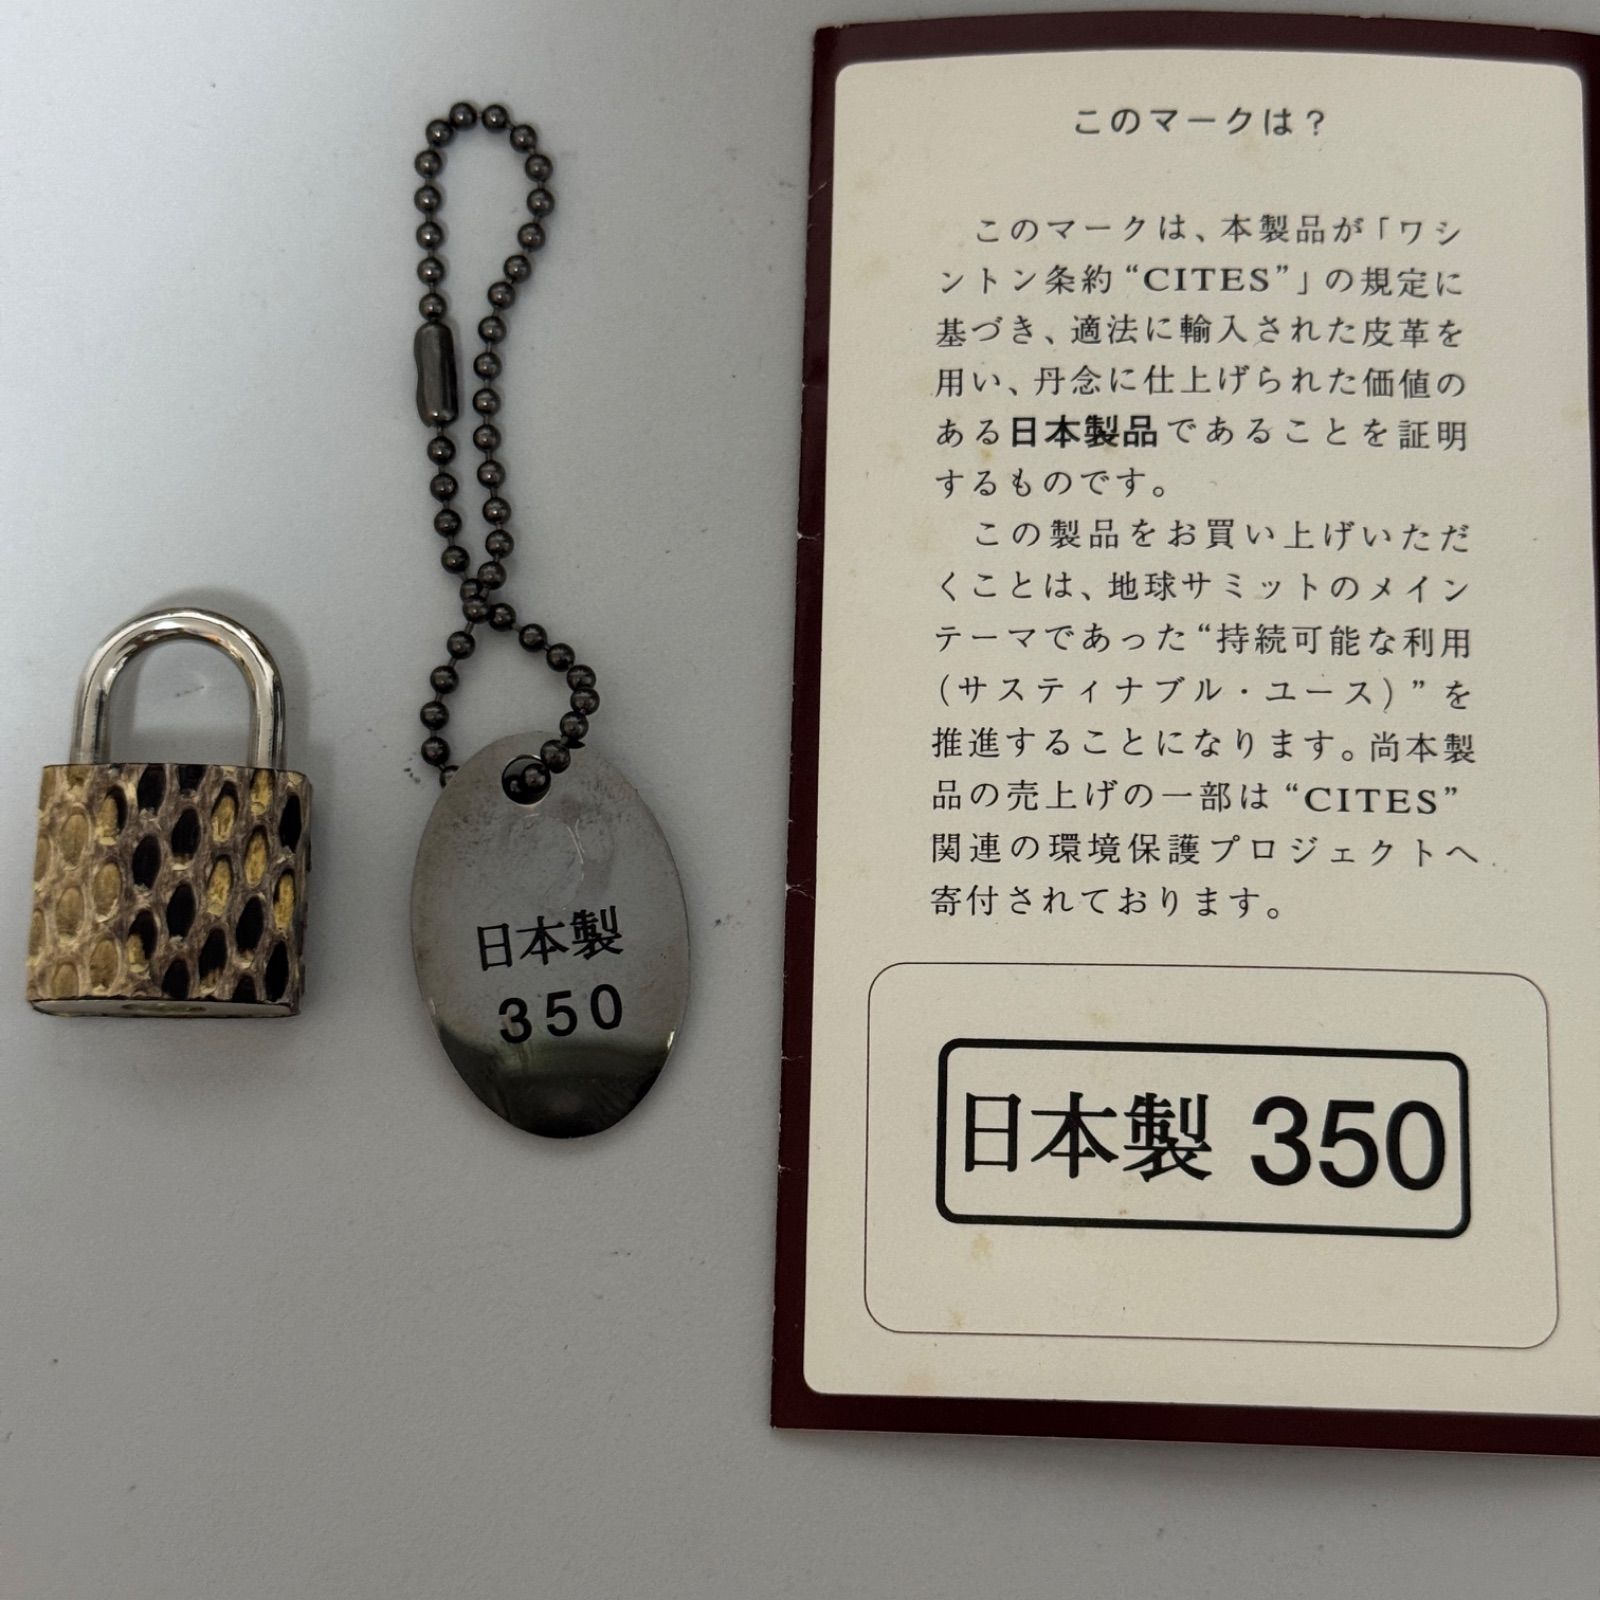 日本製
350
このマークは？
このマークは、本製品が「ワシ
ントン条約“CITES”」の規定に
基づき、適法に輸入された皮革を
用い、丹念に仕上げられた価値の
ある日本製品であることを証明
するものです。
この製品をお買い上げいただ
くことは、地球サミットのメイン
テーマであった“持続可能な利用
(サスティナブル・ユース)”を
推進することになります。尚本製
品の売上げの一部は“CITES”
関連の環境保護プロジェクトへ
寄付されております。
日本製 350